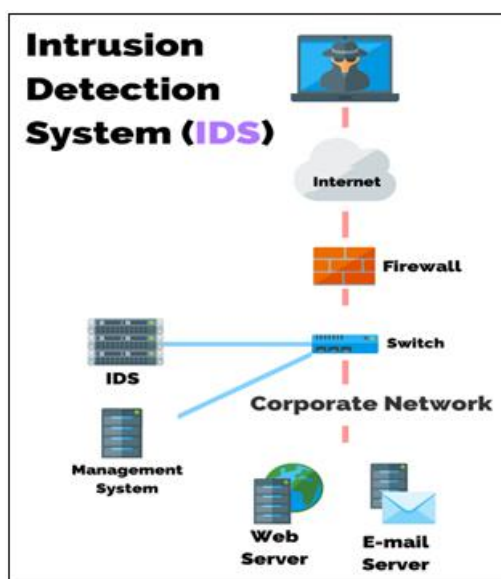 Intrusion
Detection
System (IDS)
Internet
Firewall
Switch
IDS
Corporate Network
Management
System
Web
Server
E-mail
Server